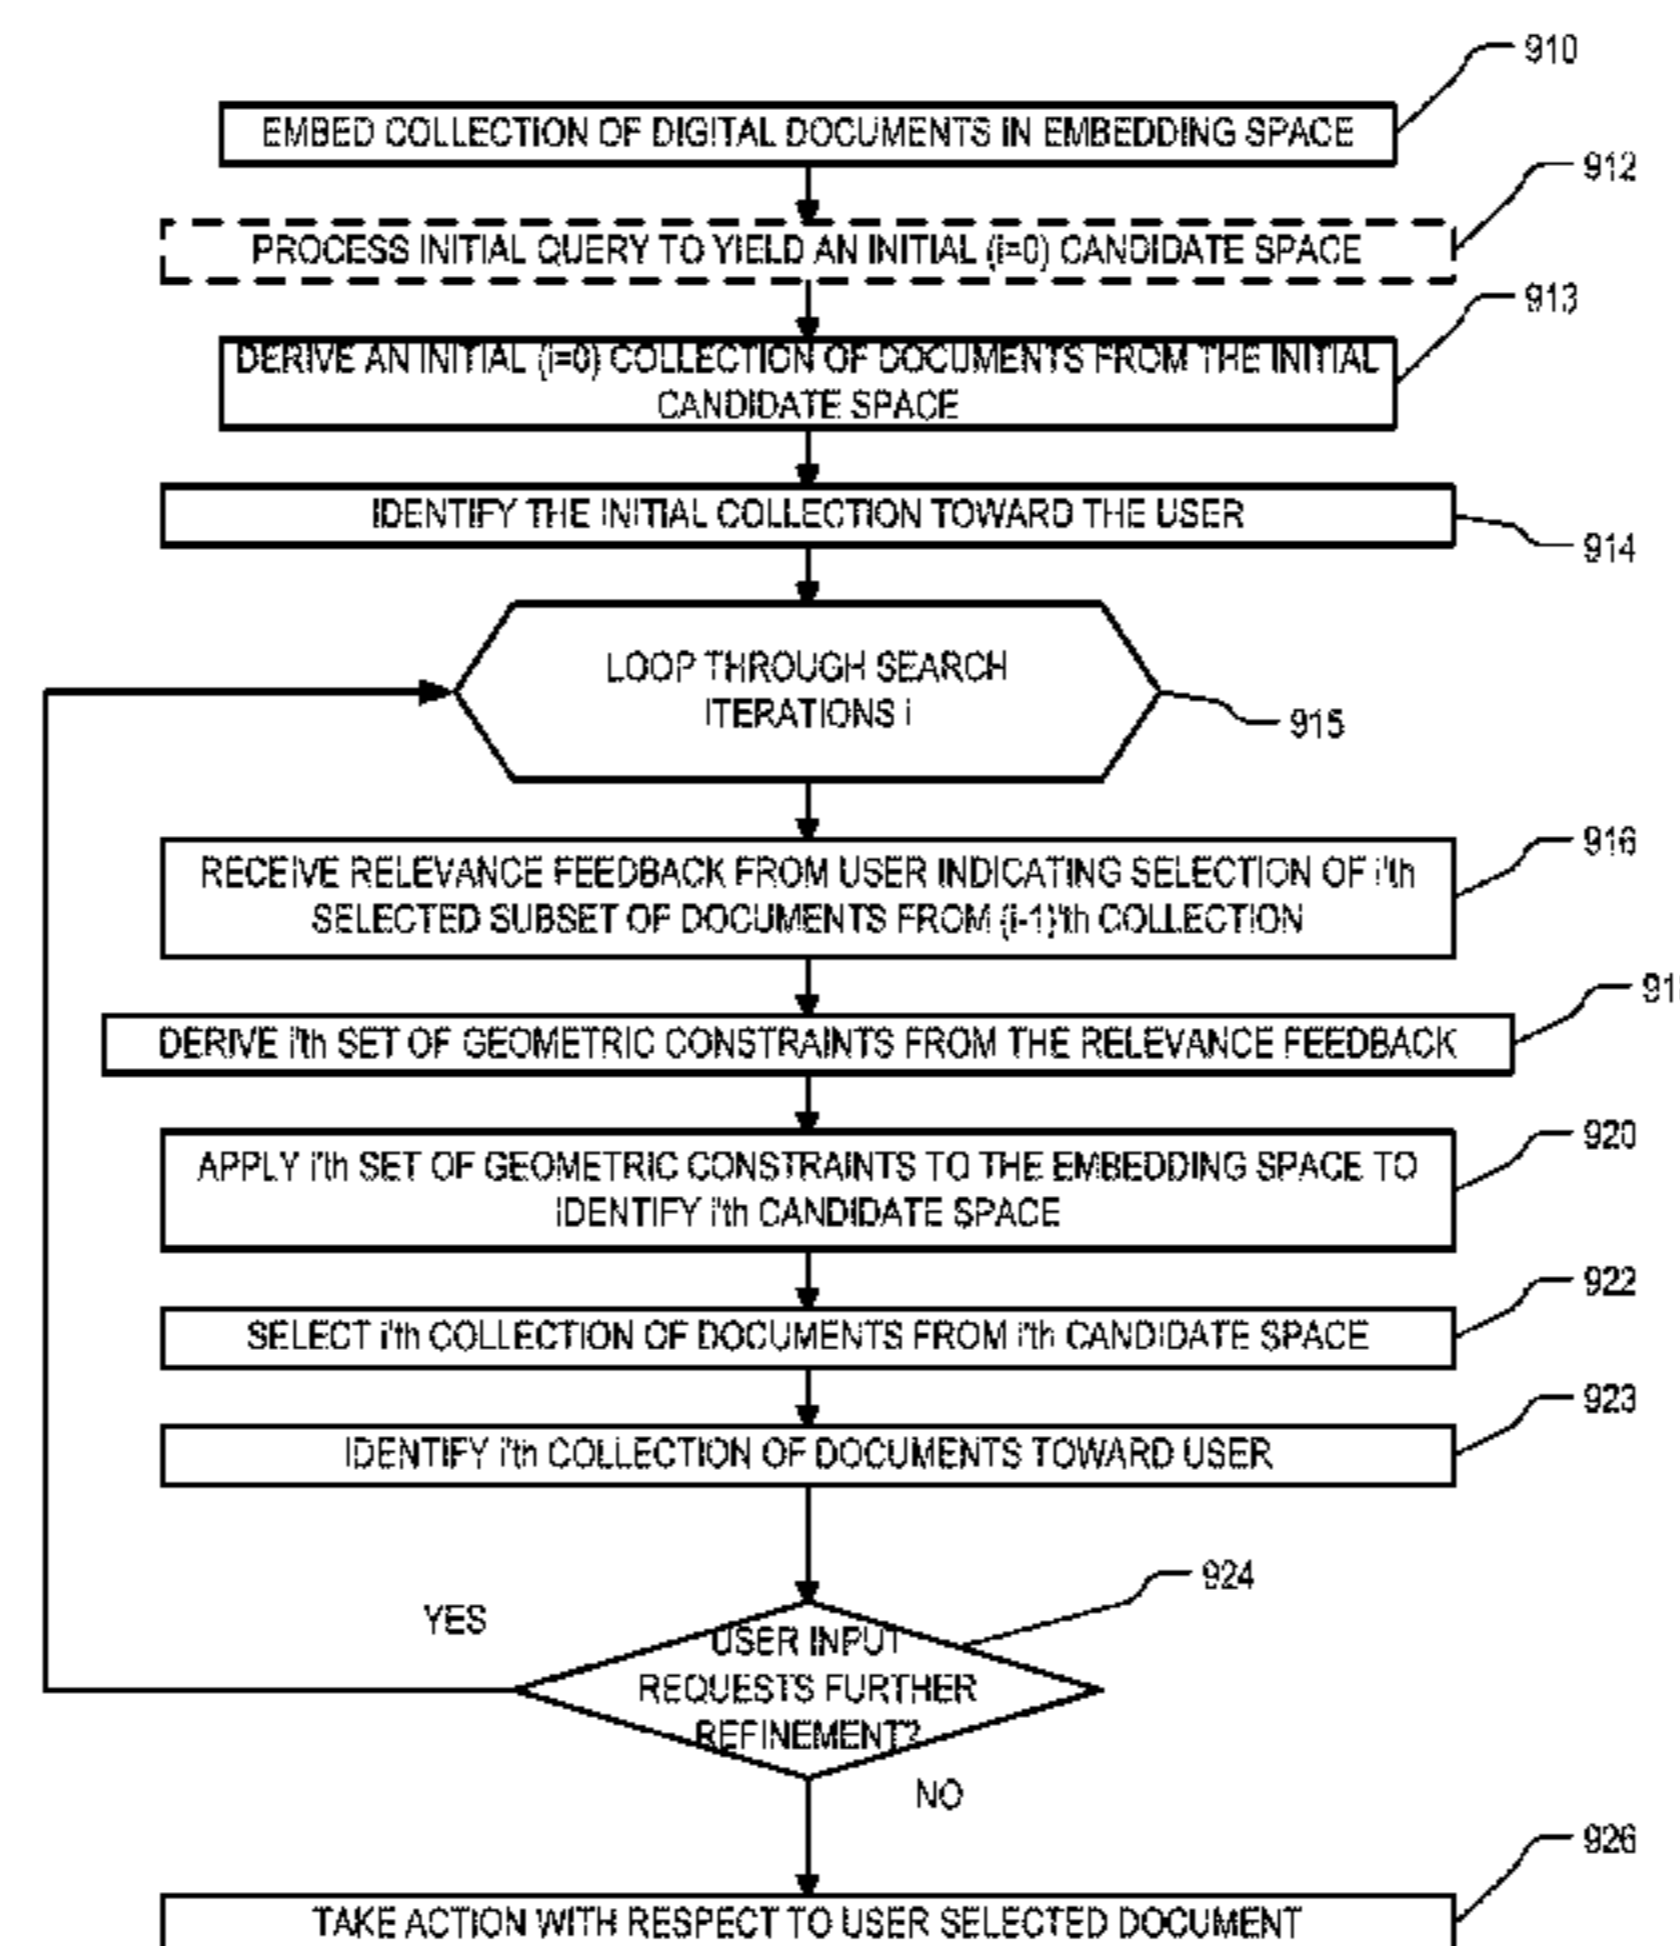 910
EMBED COLLECTION OF DIGITAL DOCUMENTS IN EMBEDDING SPACE
912
PROCESS INITIAL QUERY TO YIELD AN INITIAL (i=0) CANDIDATE SPACE
913
DERIVE AN INITIAL (i=0) COLLECTION OF DOCUMENTS FROM THE INITIAL
CANDIDATE SPACE
IDENTIFY THE INITIAL COLLECTION TOWARD THE USER
914
LOOP THROUGH SEARCH
ITERATIONS i
915
916
RECEIVE RELEVANCE FEEDBACK FROM USER INDICATING SELECTION OF i'th
SELECTED SUBSET OF DOCUMENTS FROM (i-1)'th COLLECTION
DERIVE i'th SET OF GEOMETRIC CONSTRAINTS FROM THE RELEVANCE FEEDBACK
920
APPLY i'th SET OF GEOMETRIC CONSTRAINTS TO THE EMBEDDING SPACE TO
IDENTIFY i'th CANDIDATE SPACE
922
SELECT i'th COLLECTION OF DOCUMENTS FROM i'th CANDIDATE SPACE
923
IDENTIFY i'th COLLECTION OF DOCUMENTS TOWARD USER
924
YES
USER INPUT
REQUESTS FURTHER
REFINEMENT?
NO
926
TAKE ACTION WITH RESPECT TO USER SELECTED DOCUMENT